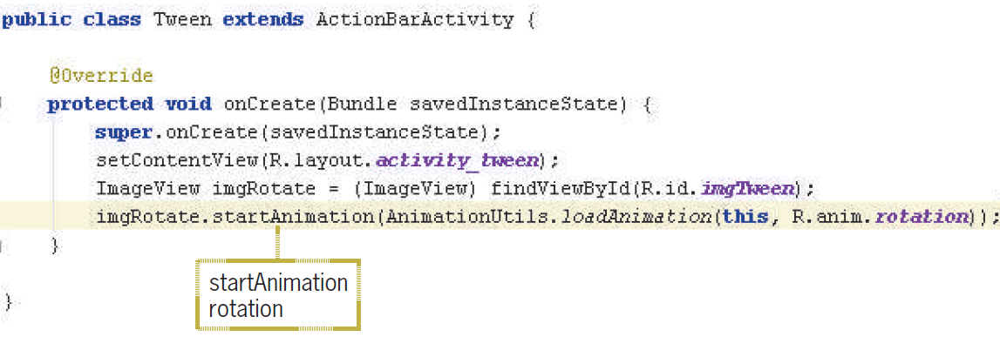 public class Tween extends ActionBarActivity {
@Override
protected void onCreate(Bundle savedInstanceState) {
super.onCreate(savedInstanceState);
setContentView(R.layout.activity_tween);
ImageView imgRotate = (ImageView) findViewById(R.id.imgTween);
imgRotate.startAnimation(AnimationUtils.loadAnimation(this, R.anim.rotation));
}
startAnimation
rotation
}